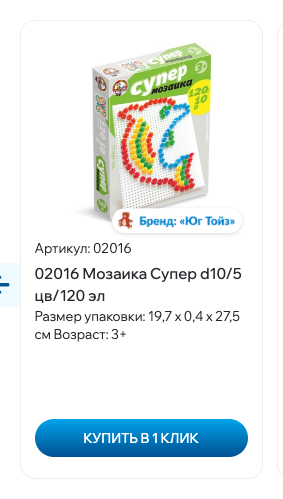 Супер
мозаика
3+
120
10
Бренд: «Юг Тойз»
Артикул: 02016
02016 Мозаика Супер d10/5
цв/120 эл
Размер упаковки: 19,7 х 0,4 х 27,5
см Возраст: 3+
КУПИТЬ В 1 КЛИК